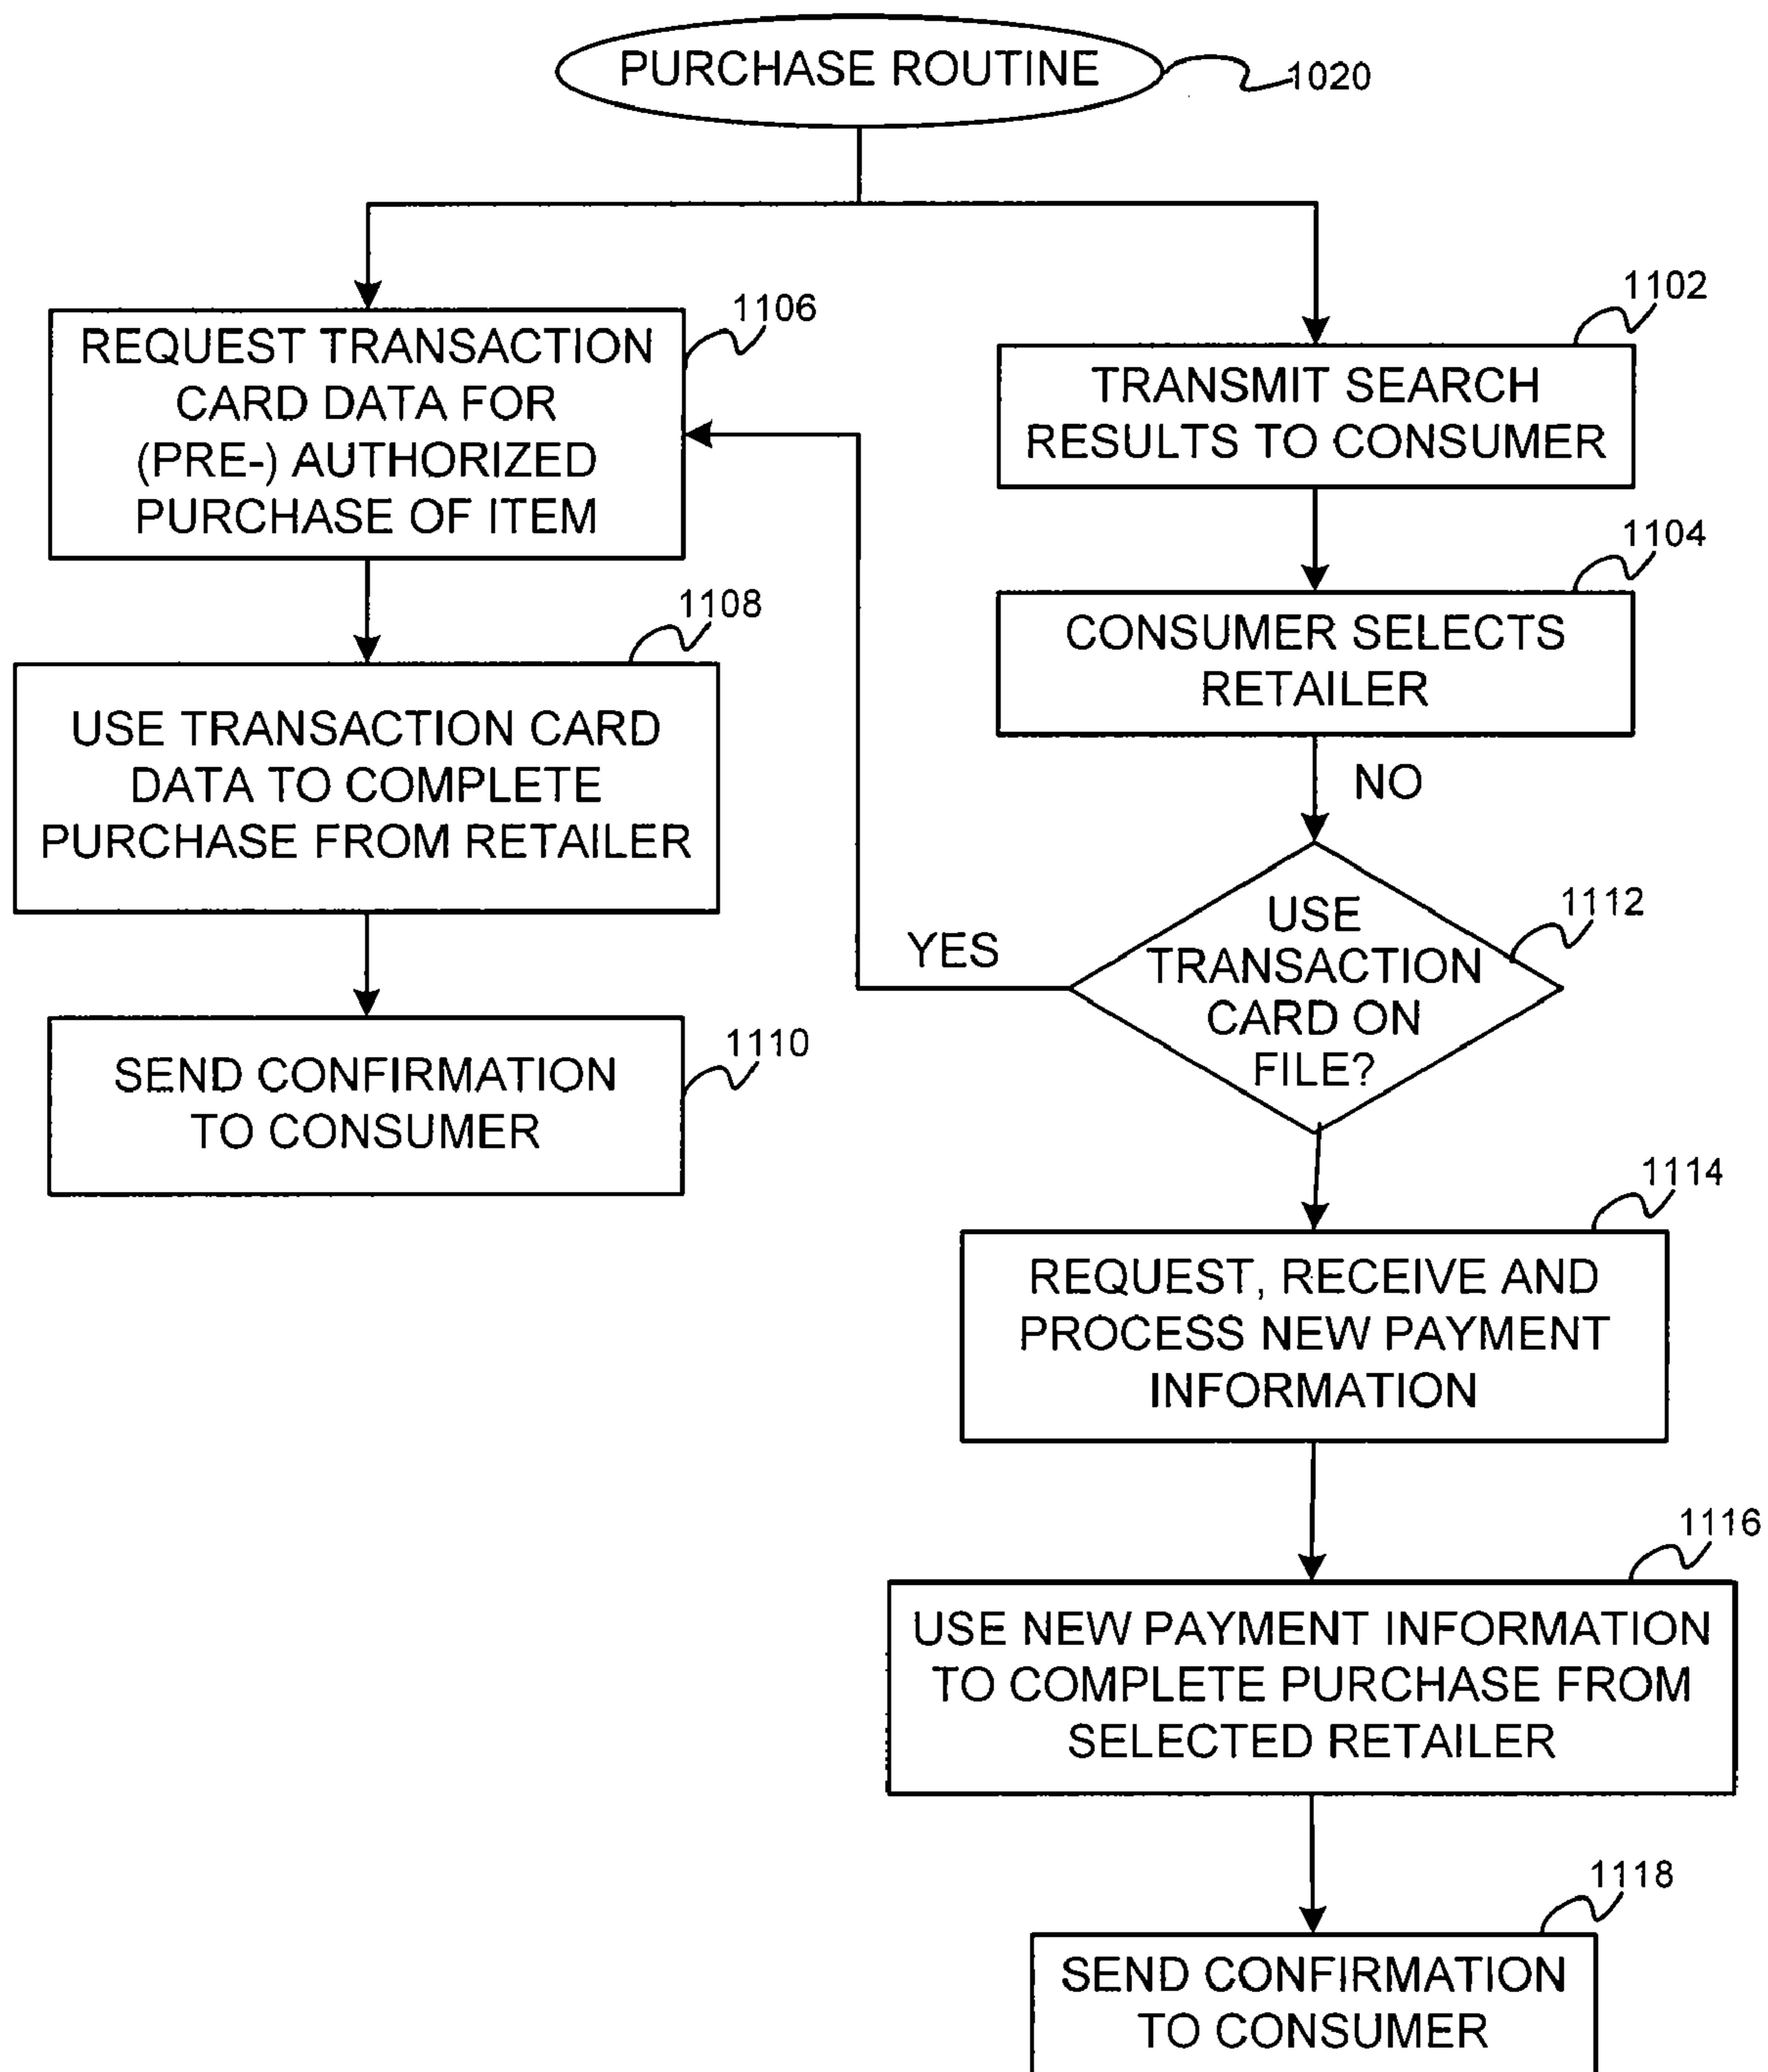 PURCHASE ROUTINE
1020
1106
REQUEST TRANSACTION
CARD DATA FOR
(PRE-) AUTHORIZED
PURCHASE OF ITEM
1102
TRANSMIT SEARCH
RESULTS TO CONSUMER
1104
CONSUMER SELECTS
RETAILER
1108
USE TRANSACTION CARD
DATA TO COMPLETE
PURCHASE FROM RETAILER
NO
1112
USE
TRANSACTION
CARD ON
FILE?
YES
1110
SEND CONFIRMATION
TO CONSUMER
1114
REQUEST, RECEIVE AND
PROCESS NEW PAYMENT
INFORMATION
1116
USE NEW PAYMENT INFORMATION
TO COMPLETE PURCHASE FROM
SELECTED RETAILER
1118
SEND CONFIRMATION
TO CONSUMER